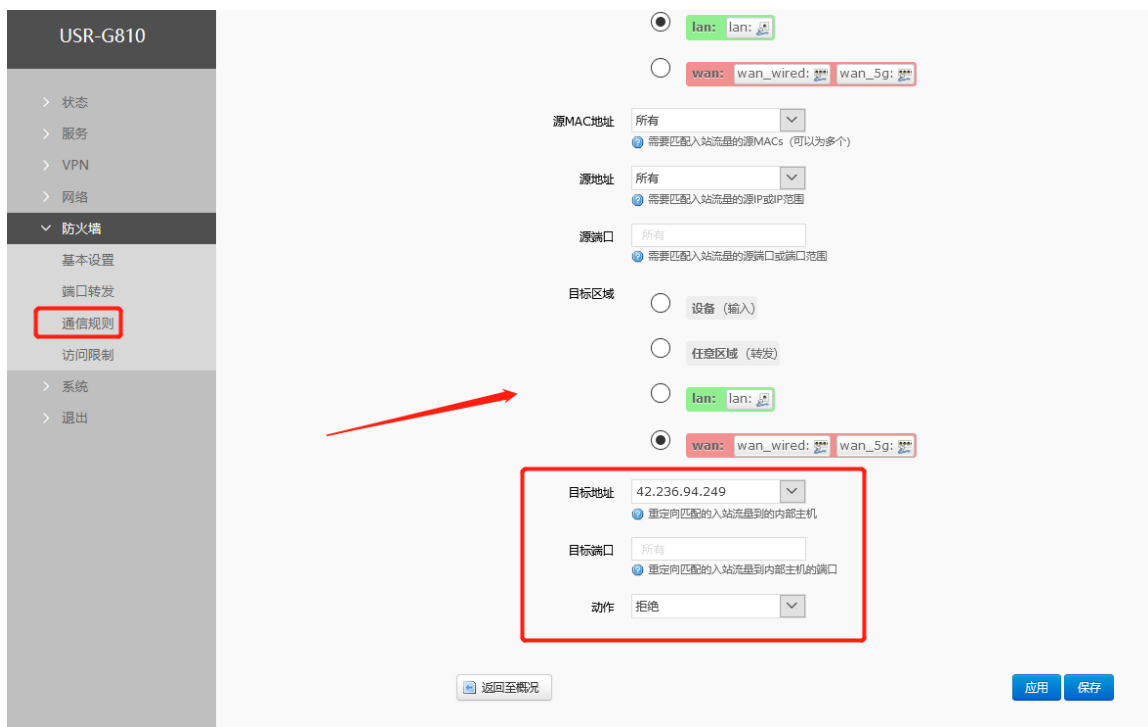 USR-G810
状态
服务
VPN
网络
防火墙
基本设置
端口转发
通信规则
访问限制
系统
退出
lan: lan:
wan: wan_wired: wan_5g:
源MAC地址 所有
需要匹配入站流量的源MACs（可以为多个）
源地址 所有
需要匹配入站流量的源IP或IP范围
源端口 所有
需要匹配入站流量的源端口或端口范围
目标区域
设备（输入）
任意区域（转发）
lan: lan:
wan: wan_wired: wan_5g:
目标地址 42.236.94.249
重定向匹配的入站流量到的内部主机
目标端口 所有
重定向匹配的入站流量到内部主机的端口
动作 拒绝
返回至概况
应用 保存